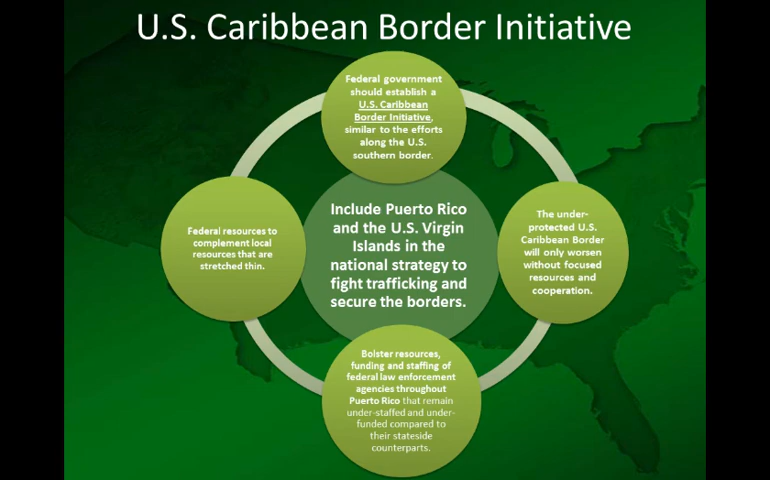 U.S. Caribbean Border Initiative
Federal government
should establish a
U.S. Caribbean
Border Initiative,
similar to the efforts
along the U.S.
southern border.
Federal resources to
complement local
resources that are
stretched thin.
Include Puerto Rico
and the U.S. Virgin
Islands in the
national strategy to
fight trafficking and
secure the borders.
The under-
protected U.S.
Caribbean Border
will only worsen
without focused
resources and
cooperation.
Bolster resources,
funding and staffing of
federal law enforcement
agencies throughout
Puerto Rico that remain
under-staffed and under-
funded compared to
their stateside
counterparts.